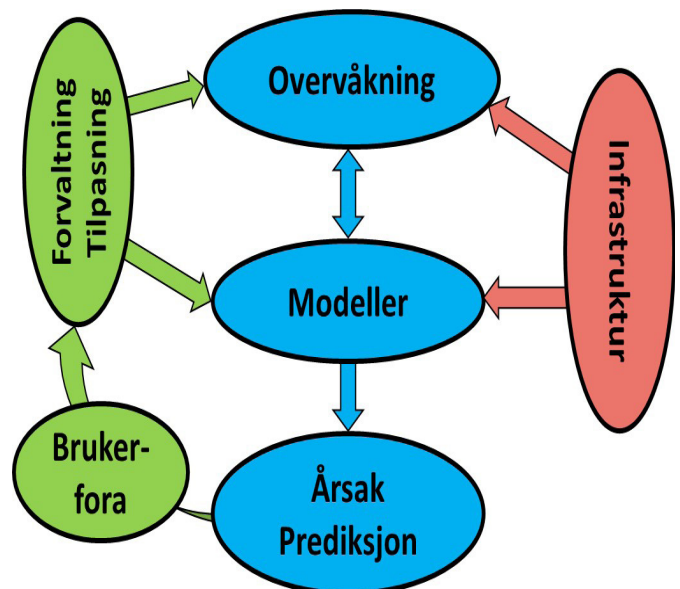 Overvåkning
Forvaltning
Tilpasning
Infrastruktur
Modeller
Bruker-
fora
Årsak
Prediksjon